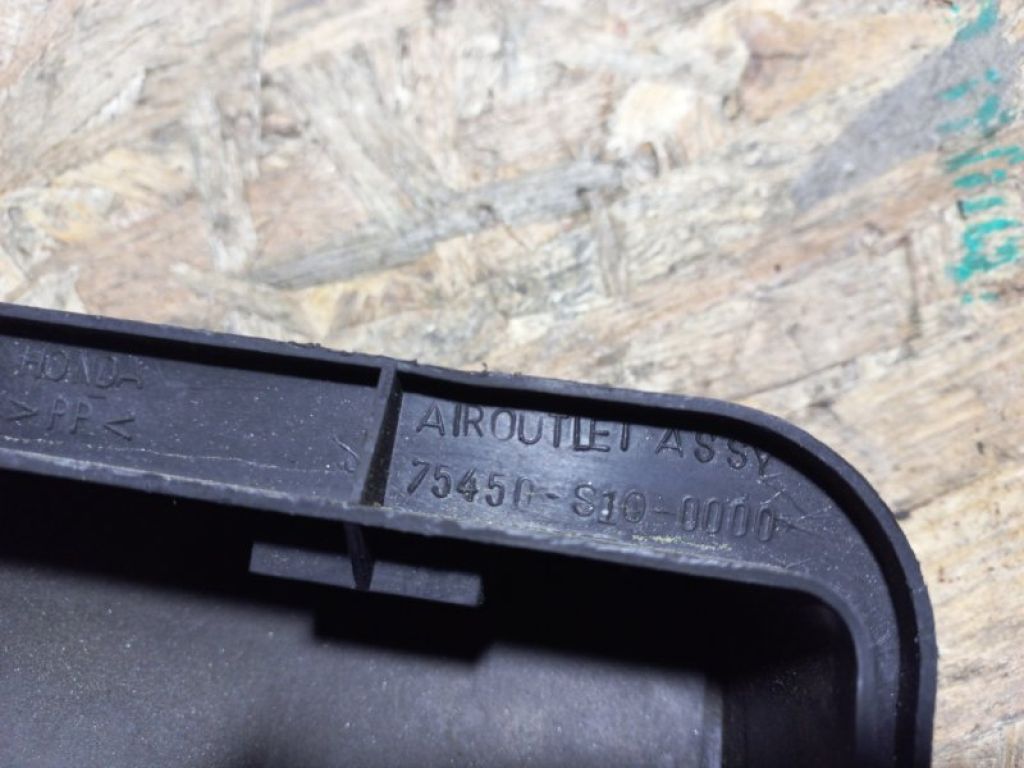 HONDA
>PP<
AIROUTLET ASSY
75450-S10-0000